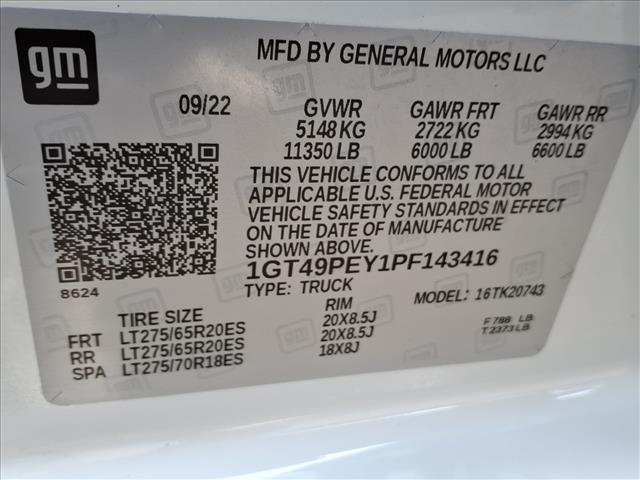 gm
MFD BY GENERAL MOTORS LLC
09/22 GVWR GAWR FRT GAWR RR
5148 KG 2722 KG 2994 KG
11350 LB 6000 LB 6600 LB
THIS VEHICLE CONFORMS TO ALL
APPLICABLE U.S. FEDERAL MOTOR
VEHICLE SAFETY STANDARDS IN EFFECT
ON THE DATE OF MANUFACTURE
SHOWN ABOVE.
8624
1GT49PEY1PF143416
TYPE: TRUCK MODEL: 16TK20743
TIRE SIZE RIM
FRT LT275/65R20ES 20X8.5J
RR LT275/65R20ES 20X8.5J
SPA LT275/70R18ES 18X8J
F 788 LB
T 2373 LB